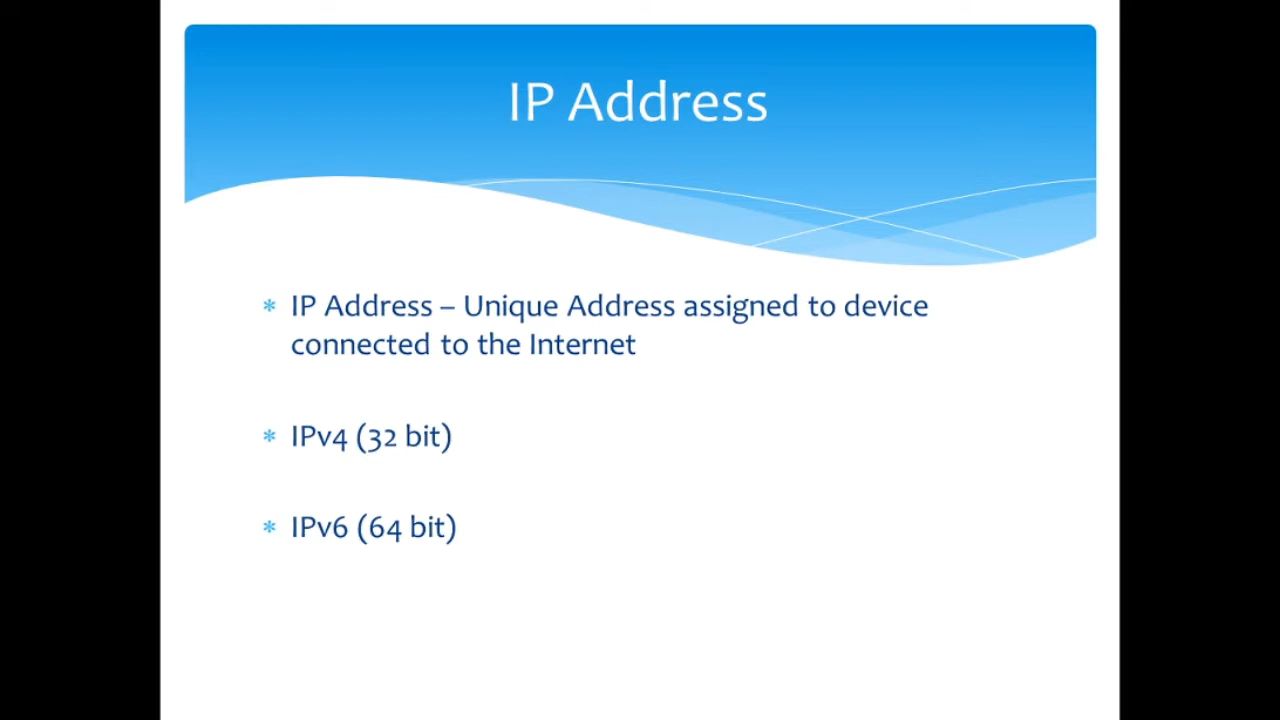 IP Address
* IP Address – Unique Address assigned to device
connected to the Internet
* IPv4 (32 bit)
* IPv6 (64 bit)